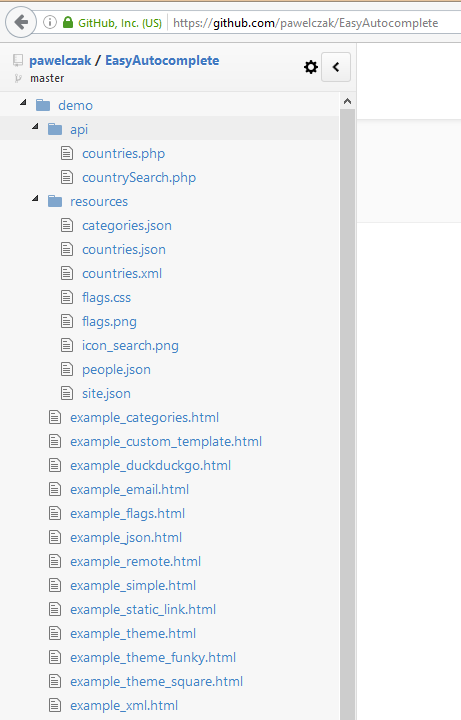 GitHub, Inc. (US) https://github.com/pawelczak/EasyAutocomplete
pawelczak / EasyAutocomplete
master
demo
api
countries.php
countrySearch.php
resources
categories.json
countries.json
countries.xml
flags.css
flags.png
icon_search.png
people.json
site.json
example_categories.html
example_custom_template.html
example_duckduckgo.html
example_email.html
example_flags.html
example_json.html
example_remote.html
example_simple.html
example_static_link.html
example_theme.html
example_theme_funky.html
example_theme_square.html
example_xml.html